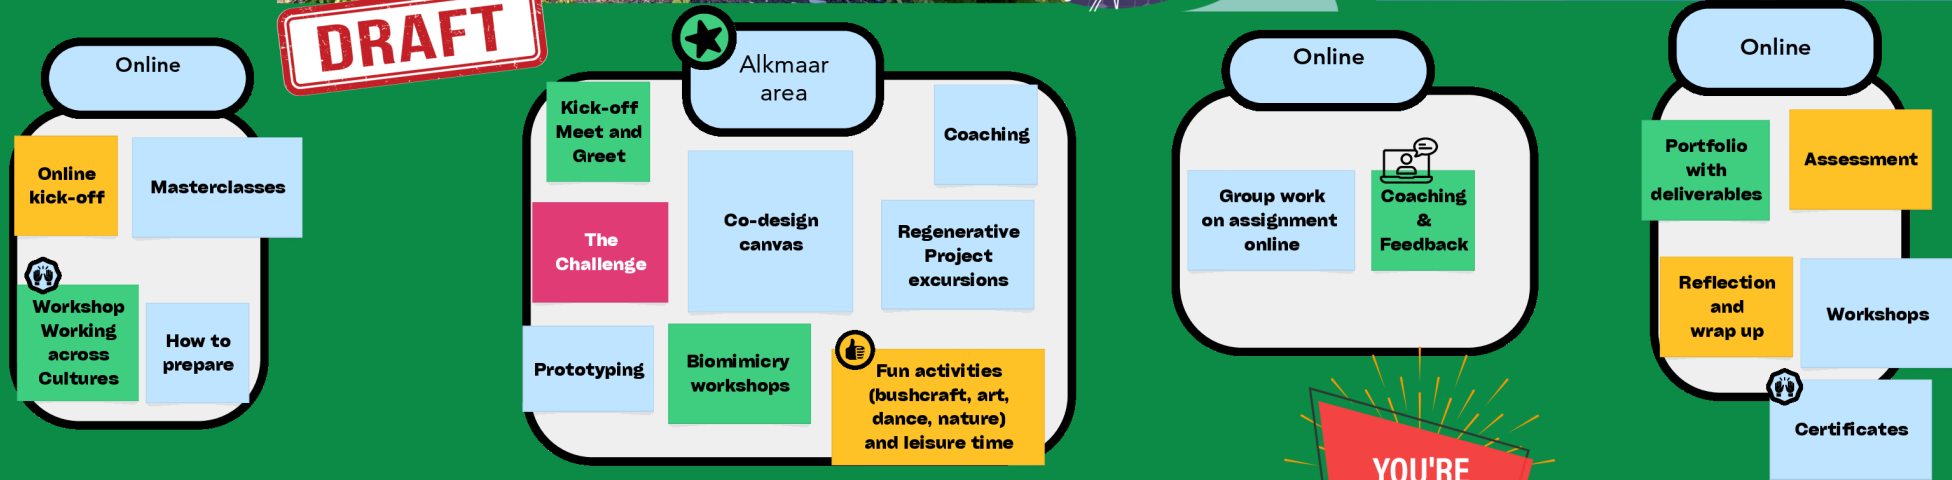 DRAFT
Online
Online
kick-off
Masterclasses
Workshop
Working
across
Cultures
How to
prepare
Alkmaar
area
Kick-off
Meet and
Greet
Coaching
The
Challenge
Co-design
canvas
Regenerative
Project
excursions
Prototyping
Biomimicry
workshops
Fun activities
(bushcraft, art,
dance, nature)
and leisure time
Online
Group work
on assignment
online
Coaching
&
Feedback
YOU'RE
Online
Portfolio
with
deliverables
Assessment
Reflection
and
wrap up
Workshops
Certificates